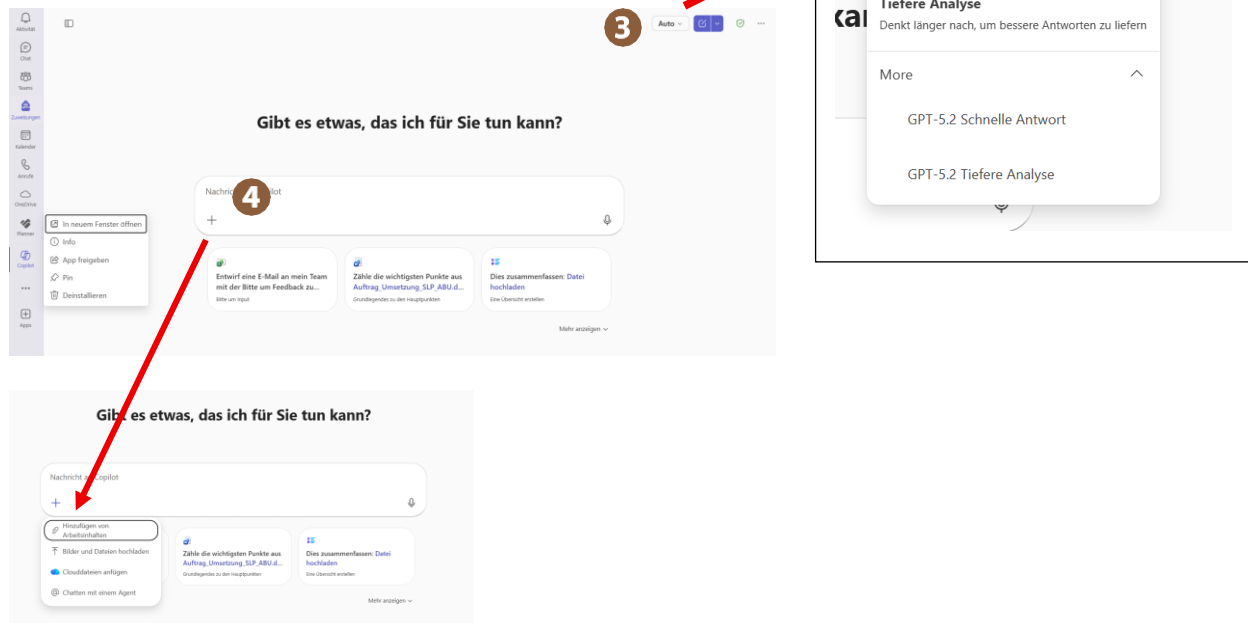 Aktivität
Chat
Teams
Zuweisungen
Kalender
Anrufe
OneDrive
Planner
Copilot
Apps
In neuem Fenster öffnen
Info
App freigeben
Pin
Deinstallieren
3
Auto
Gibt es etwas, das ich für Sie tun kann?
4
Entwirf eine E-Mail an mein Team
mit der Bitte um Feedback zu...
Bitte um Input
Zähle die wichtigsten Punkte aus
Auftrag_Umsetzung_SLP_ABU.d...
Grundlegendes zu den Hauptpunkten
Dies zusammenfassen: Datei
hochladen
Eine Übersicht erstellen
Mehr anzeigen
Tiefere Analyse
Denkt länger nach, um bessere Antworten zu liefern
More
GPT-5.2 Schnelle Antwort
GPT-5.2 Tiefere Analyse
Gibt es etwas, das ich für Sie tun kann?
Nachricht an Copilot
Hinzufügen von
Arbeitsinhalten
Bilder und Dateien hochladen
Clouddateien anfügen
Chatten mit einem Agent
Zähle die wichtigsten Punkte aus
Auftrag_Umsetzung_SLP_ABU.d...
Grundlegendes zu den Hauptpunkten
Dies zusammenfassen: Datei
hochladen
Eine Übersicht erstellen
Mehr anzeigen